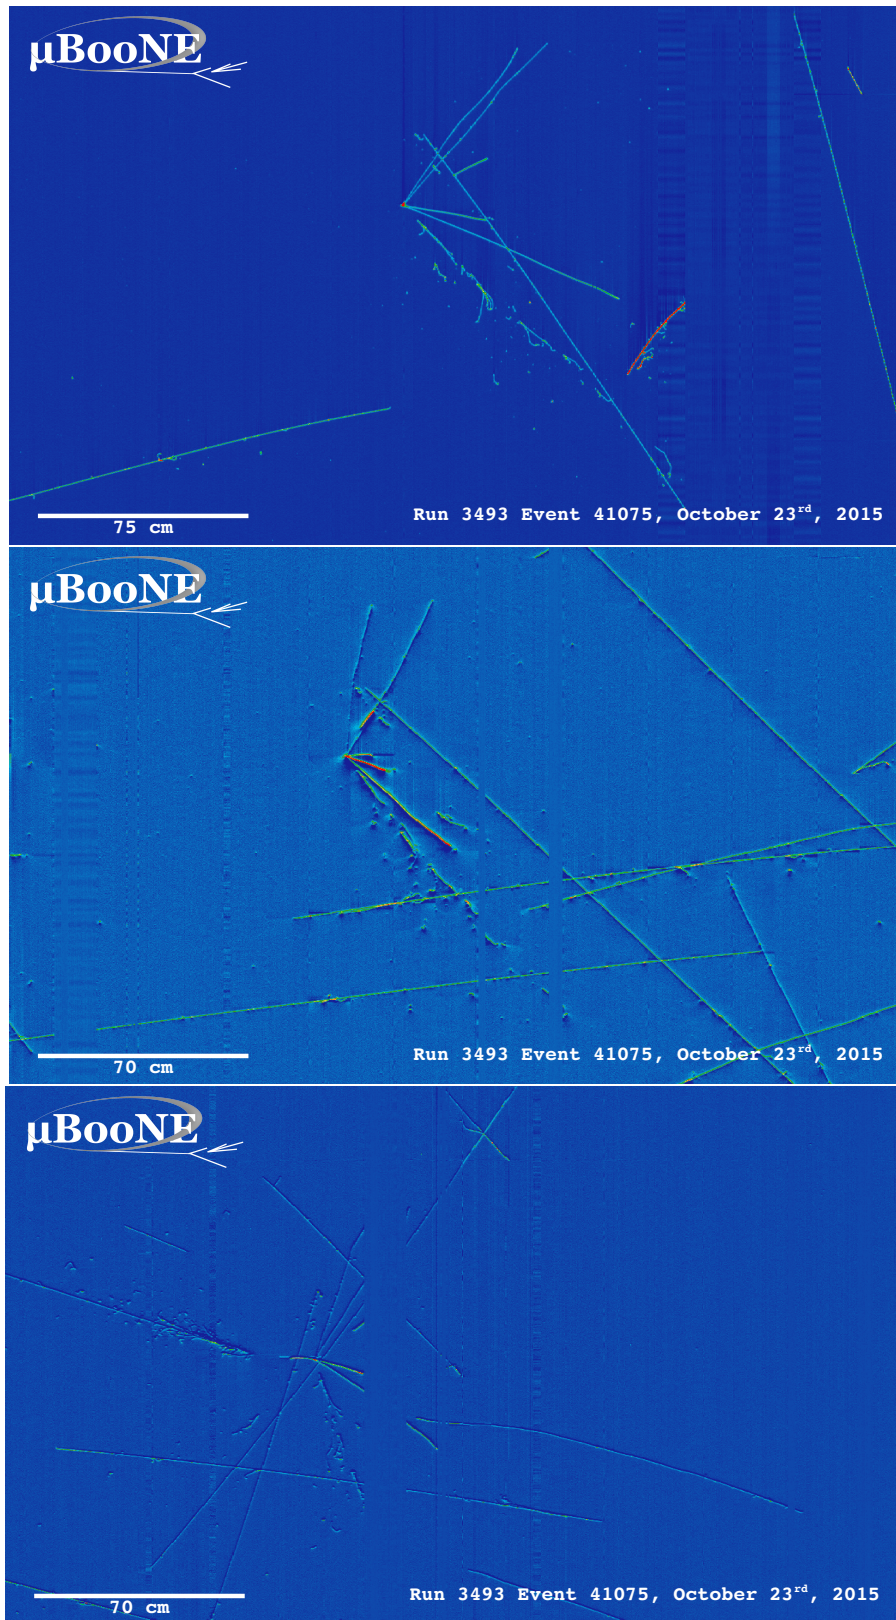 µBooNE
75 cm
Run 3493 Event 41075, October 23rd, 2015
µBooNE
70 cm
Run 3493 Event 41075, October 23rd, 2015
µBooNE
70 cm
Run 3493 Event 41075, October 23rd, 2015